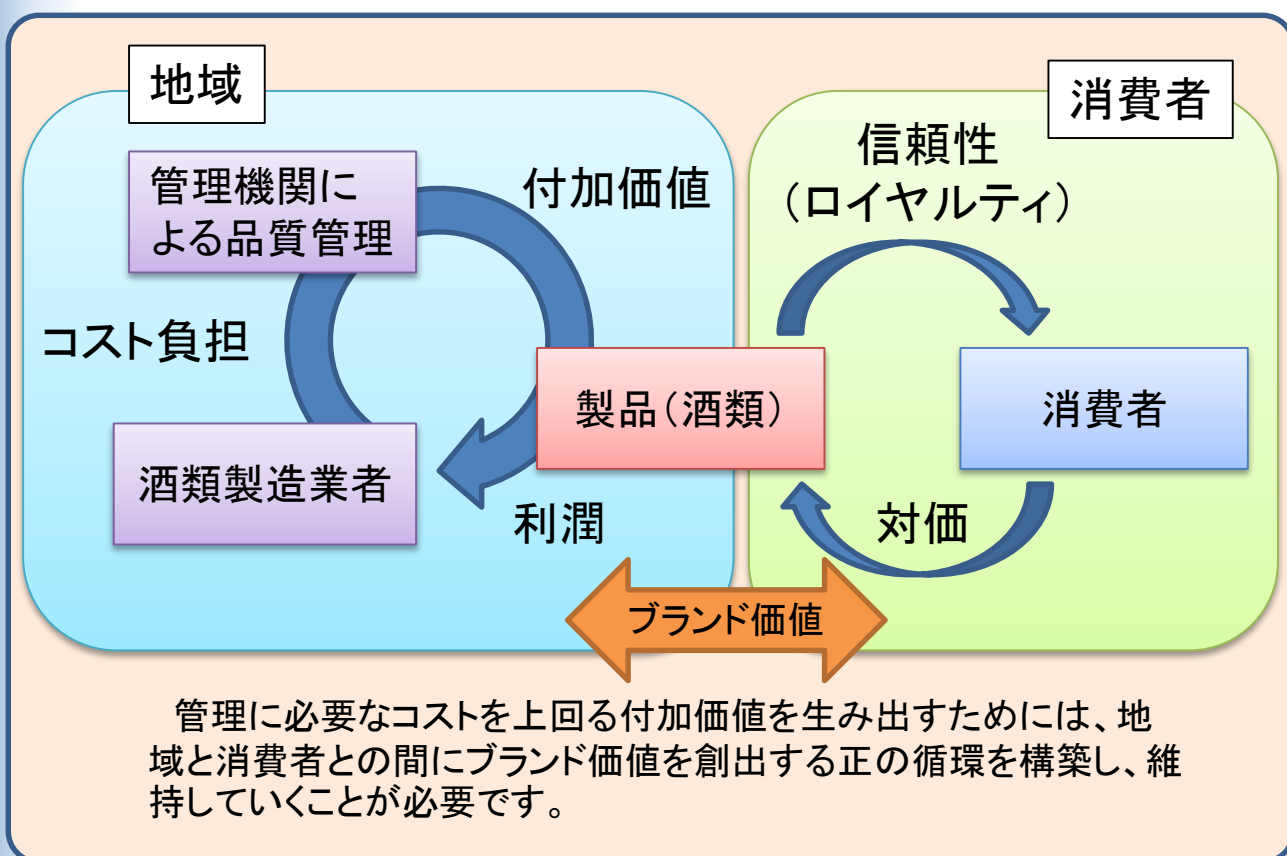 地域
消費者
管理機関に
よる品質管理
付加価値
信頼性
(ロイヤルティ)
コスト負担
製品(酒類)
消費者
酒類製造業者
利潤
対価
ブランド価値
管理に必要なコストを上回る付加価値を生み出すためには、地
域と消費者との間にブランド価値を創出する正の循環を構築し、維
持していくことが必要です。